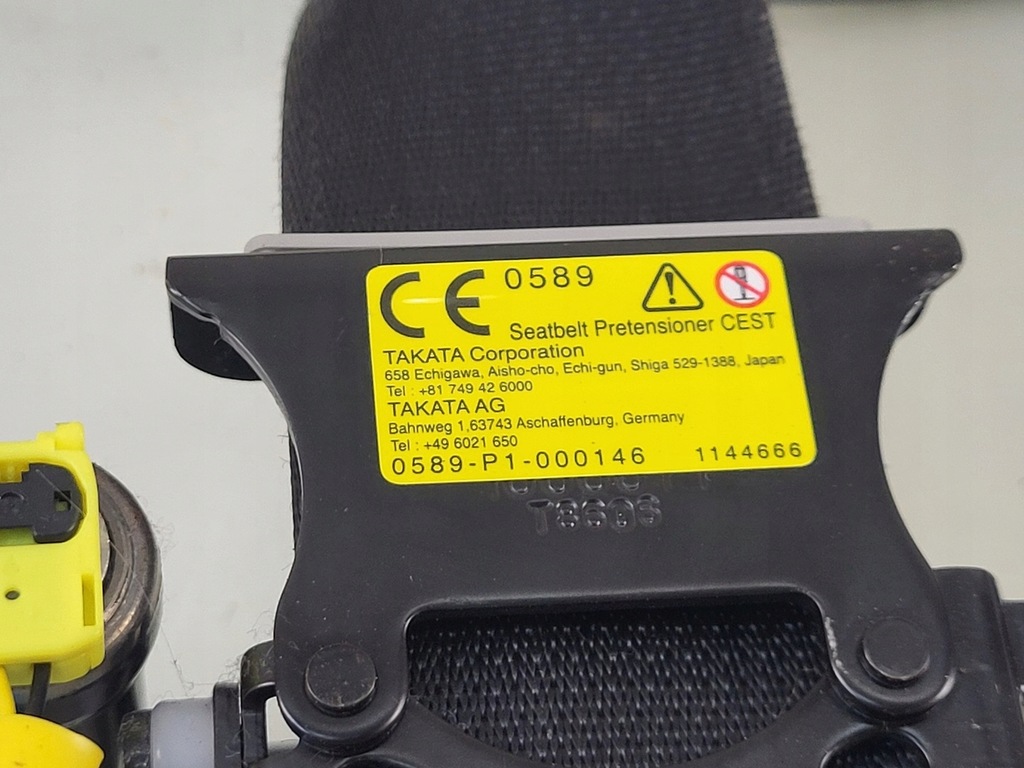 CE 0589
Seatbelt Pretensioner CEST
TAKATA Corporation
658 Echigawa, Aisho-cho, Echi-gun, Shiga 529-1388, Japan
Tel : +81 749 42 6000
TAKATA AG
Bahnweg 1,63743 Aschaffenburg, Germany
Tel : +49 6021 650
0589-P1-000146 1144666
T8606